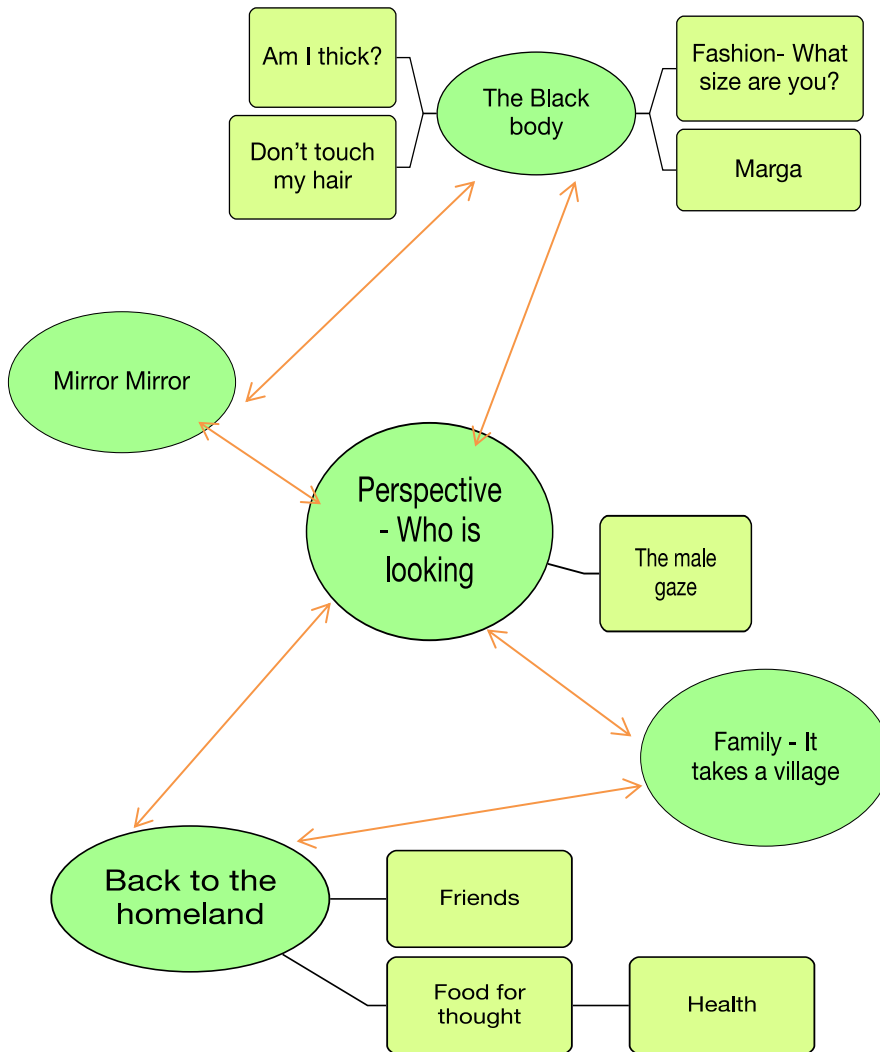 Am I thick?
Don’t touch
my hair
The Black
body
Fashion- What
size are you?
Marga
Mirror Mirror
Perspective
- Who is
looking
The male
gaze
Family - It
takes a village
Back to the
homeland
Friends
Food for
thought
Health